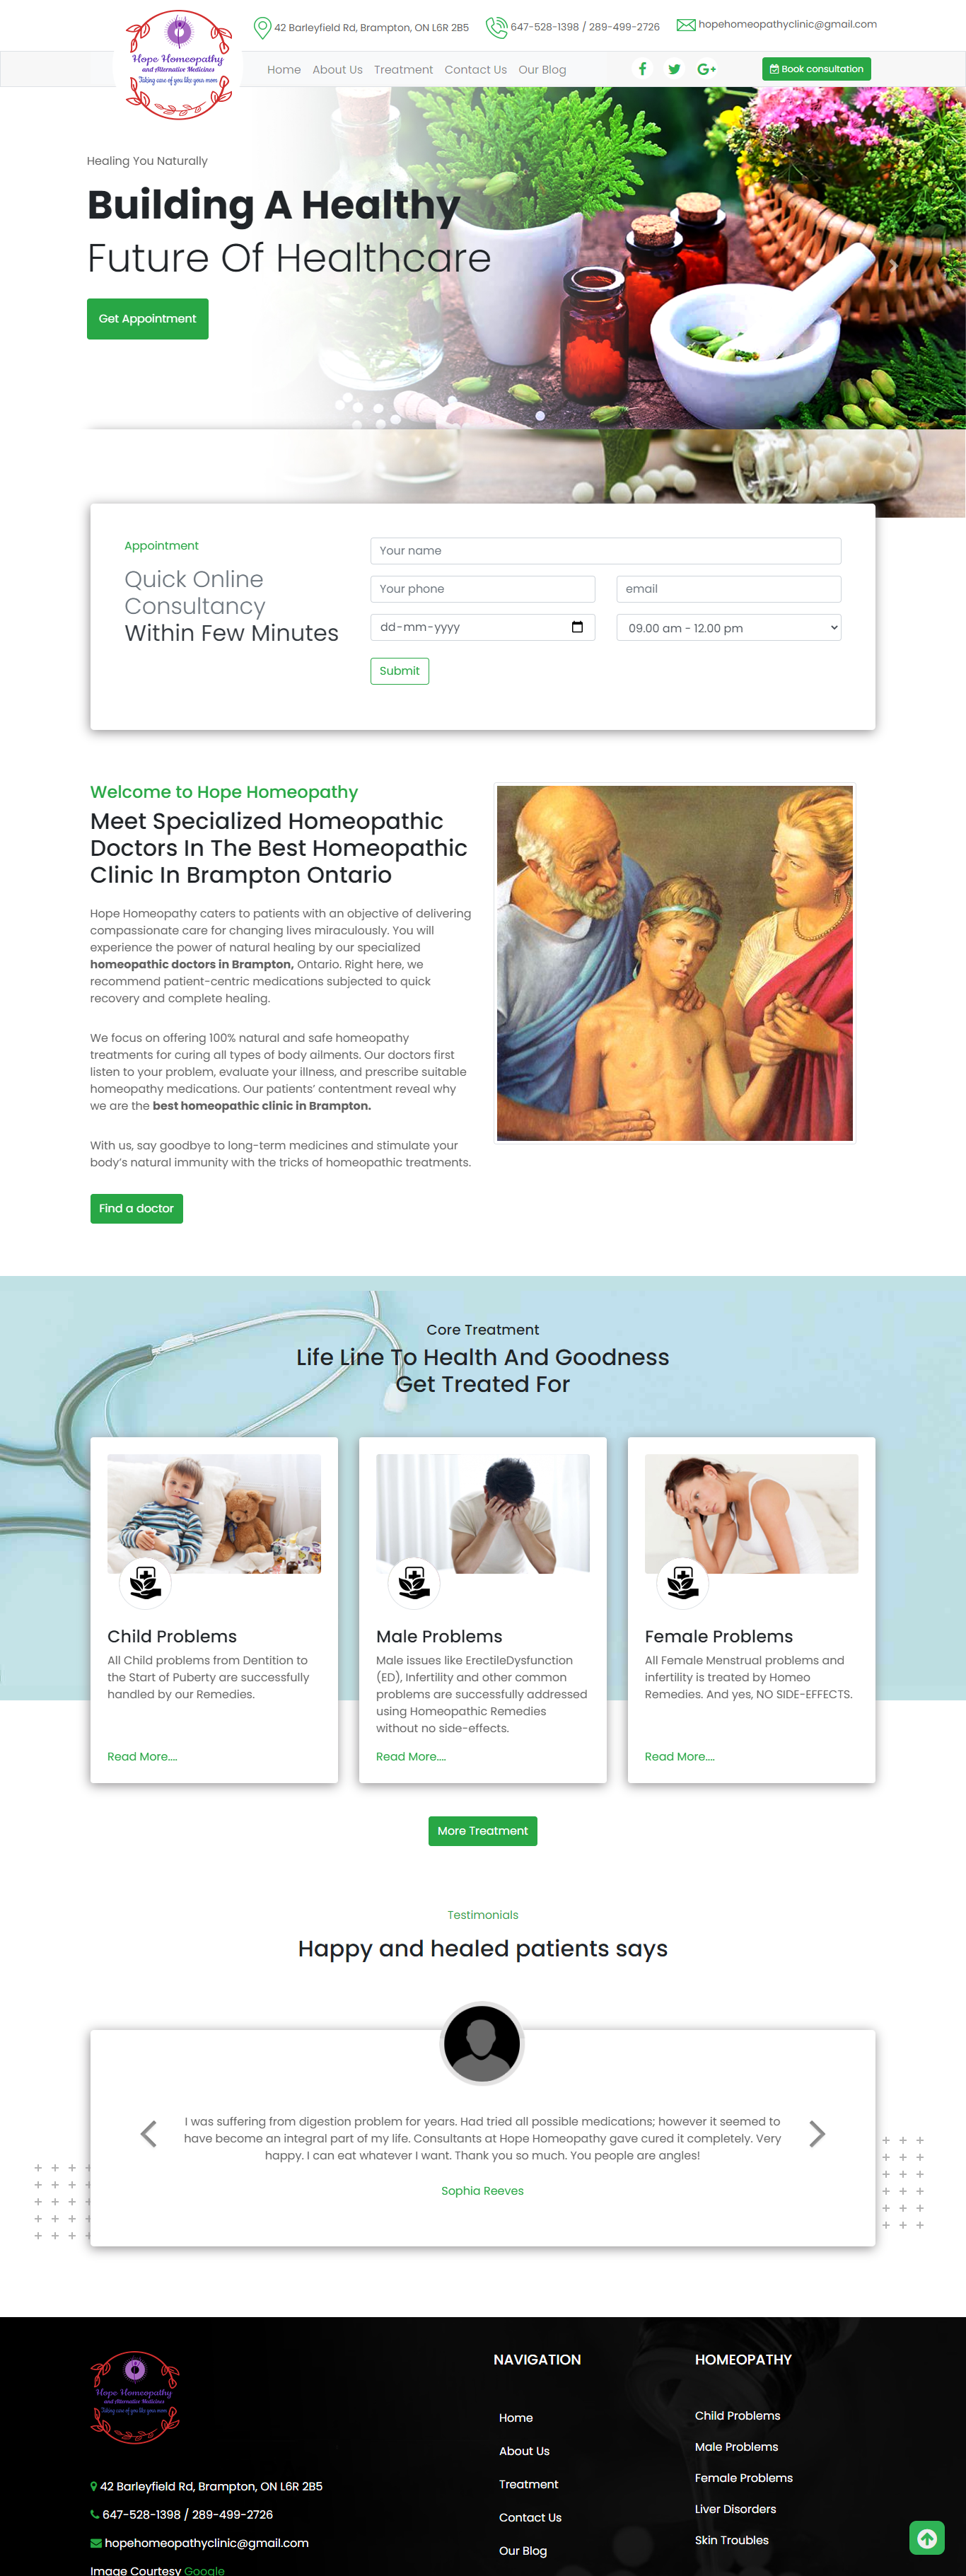 Hope Homeopathy
and Alternative Medicines
Taking care of you like your mom
42 Barleyfield Rd, Brampton, ON L6R 2B5
647-528-1398 / 289-499-2726
hopehomeopathyclinic@gmail.com
Home
About Us
Treatment
Contact Us
Our Blog
Book consultation
Healing You Naturally
Building A Healthy
Future Of Healthcare
Get Appointment
Appointment
Quick Online
Consultancy
Within Few Minutes
Your name
Your phone
email
dd-mm-yyyy
09.00 am - 12.00 pm
Submit
Welcome to Hope Homeopathy
Meet Specialized Homeopathic
Doctors In The Best Homeopathic
Clinic In Brampton Ontario
Hope Homeopathy caters to patients with an objective of delivering
compassionate care for changing lives miraculously. You will
experience the power of natural healing by our specialized
homeopathic doctors in Brampton, Ontario. Right here, we
recommend patient-centric medications subjected to quick
recovery and complete healing.
We focus on offering 100% natural and safe homeopathy
treatments for curing all types of body ailments. Our doctors first
listen to your problem, evaluate your illness, and prescribe suitable
homeopathy medications. Our patients' contentment reveal why
we are the best homeopathic clinic in Brampton.
With us, say goodbye to long-term medicines and stimulate your
body's natural immunity with the tricks of homeopathic treatments.
Find a doctor
Core Treatment
Life Line To Health And Goodness
Get Treated For
Child Problems
All Child problems from Dentition to
the Start of Puberty are successfully
handled by our Remedies.
Read More....
Male Problems
Male issues like ErectileDysfunction
(ED), Infertility and other common
problems are successfully addressed
using Homeopathic Remedies
without no side-effects.
Read More....
Female Problems
All Female Menstrual problems and
infertility is treated by Homeo
Remedies. And yes, NO SIDE-EFFECTS.
Read More....
More Treatment
Testimonials
Happy and healed patients says
I was suffering from digestion problem for years. Had tried all possible medications; however it seemed to
have become an integral part of my life. Consultants at Hope Homeopathy gave cured it completely. Very
happy. I can eat whatever I want. Thank you so much. You people are angles!
Sophia Reeves
Hope Homeopathy
and Alternative Medicines
Taking care of you like your mom
42 Barleyfield Rd, Brampton, ON L6R 2B5
647-528-1398 / 289-499-2726
hopehomeopathyclinic@gmail.com
Image Courtesy Google
NAVIGATION
Home
About Us
Treatment
Contact Us
Our Blog
HOMEOPATHY
Child Problems
Male Problems
Female Problems
Liver Disorders
Skin Troubles